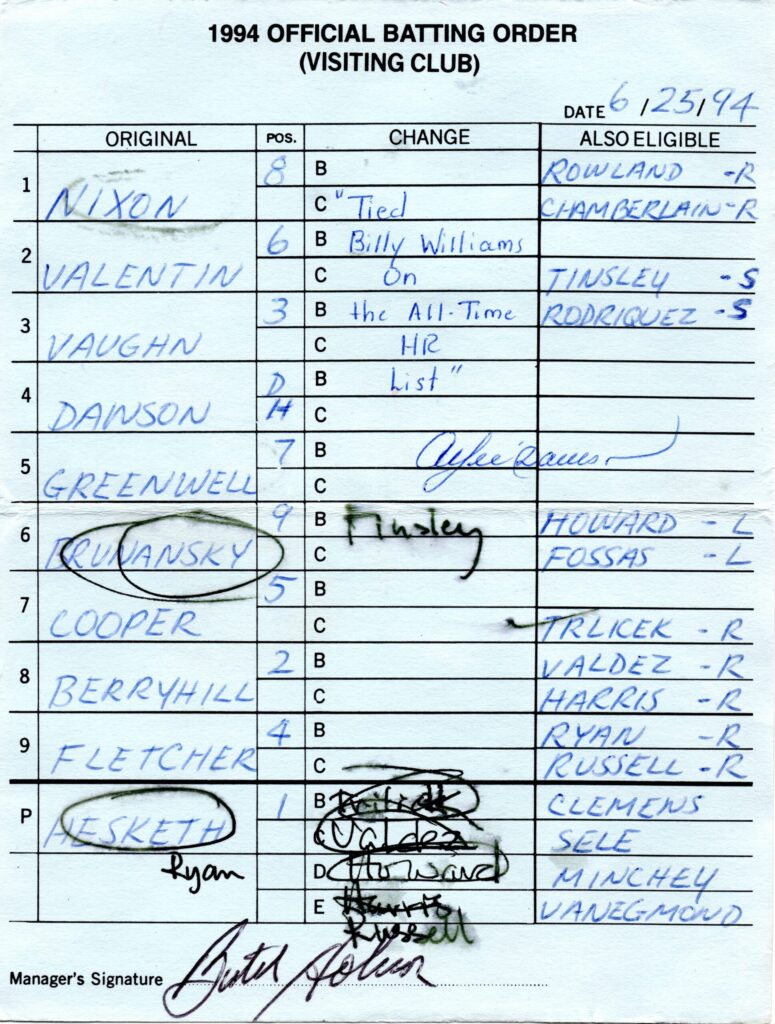 1994 OFFICIAL BATTING ORDER
(VISITING CLUB)
DATE 6/25/94
ORIGINAL POS. CHANGE ALSO ELIGIBLE
1 NIXON 8 B ROWLAND -R
C "Tied CHAMBERLAIN-R
2 VALENTIN 6 B Billy Williams
C On TINSLEY -S
3 VAUGHN 3 B the All-Time RODRIQUEZ -S
C HR
4 DAWSON DH B List"
C
5 GREENWELL 7 B
C
6 BRUNANSKY 9 B Tinsley HOWARD -L
C FOSSAS -L
7 COOPER 5 B
C TRLICEK -R
8 BERRYHILL 2 B VALDEZ -R
C HARRIS -R
9 FLETCHER 4 B RYAN -R
C RUSSELL -R
P HESKETH 1 B Trlicek CLEMENS
C Valdez SELE
Ryan D Howard MINCHEY
E Harris VANEGMOND
Russell
Manager's Signature